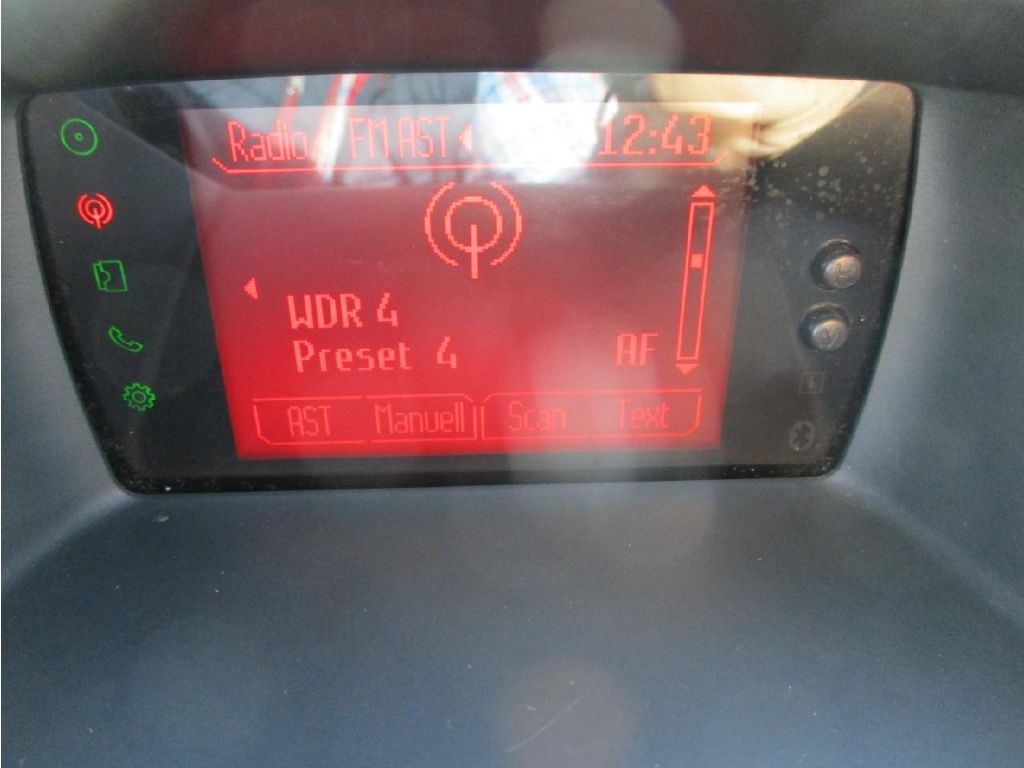 Radio FM AST 12:43
WDR 4
Preset 4 AF
AST Manuell Scan Text